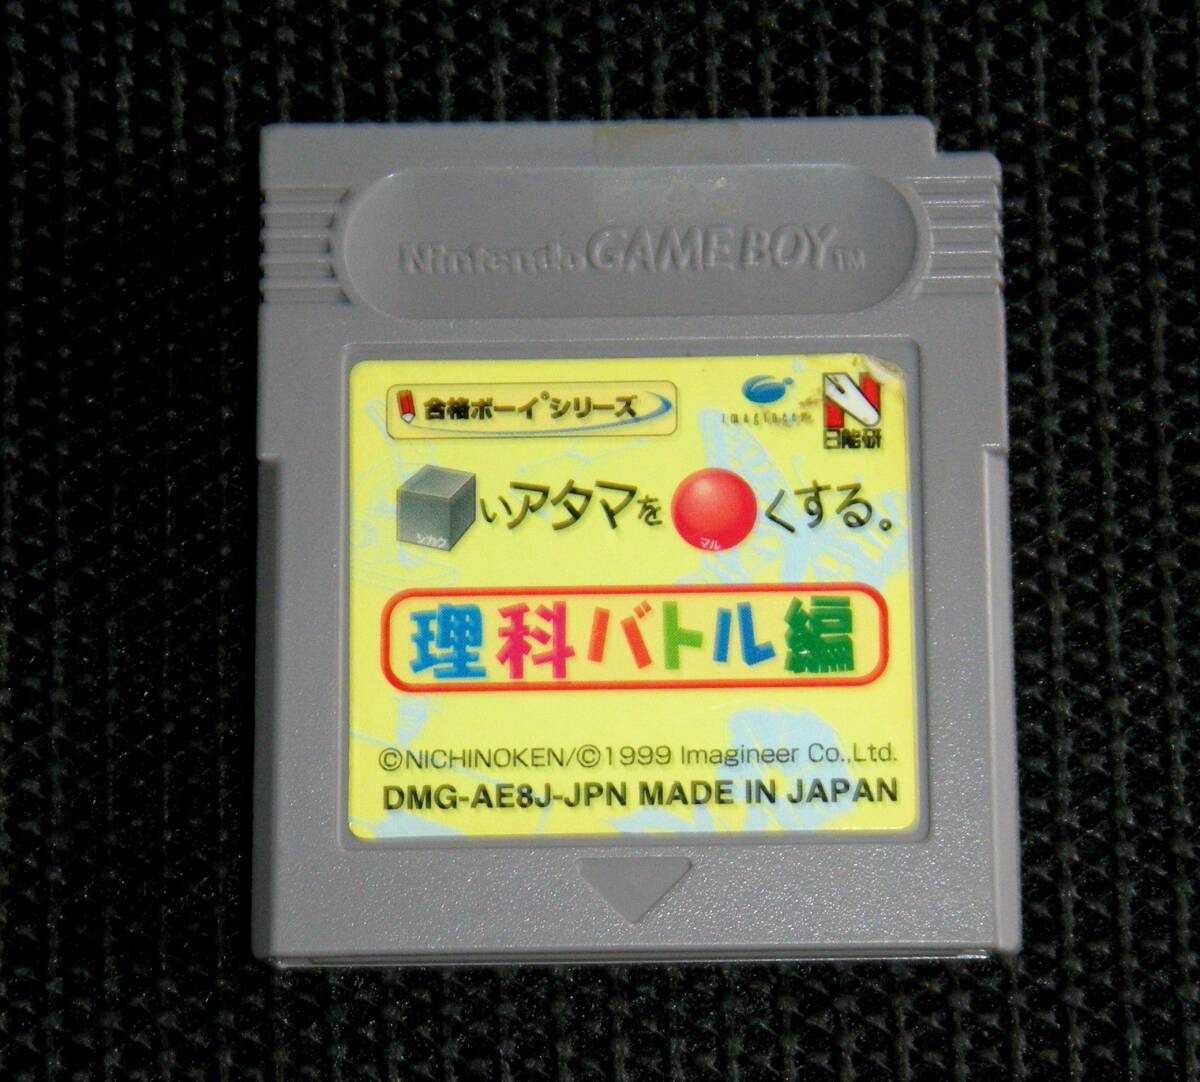 Nintendo GAME BOY™
合格ボーイ®シリーズ
imagineer
N
日能研
いアタマを くする。
シカク マル
理科バトル編
©NICHINOKEN/©1999 Imagineer Co.,Ltd.
DMG-AE8J-JPN MADE IN JAPAN